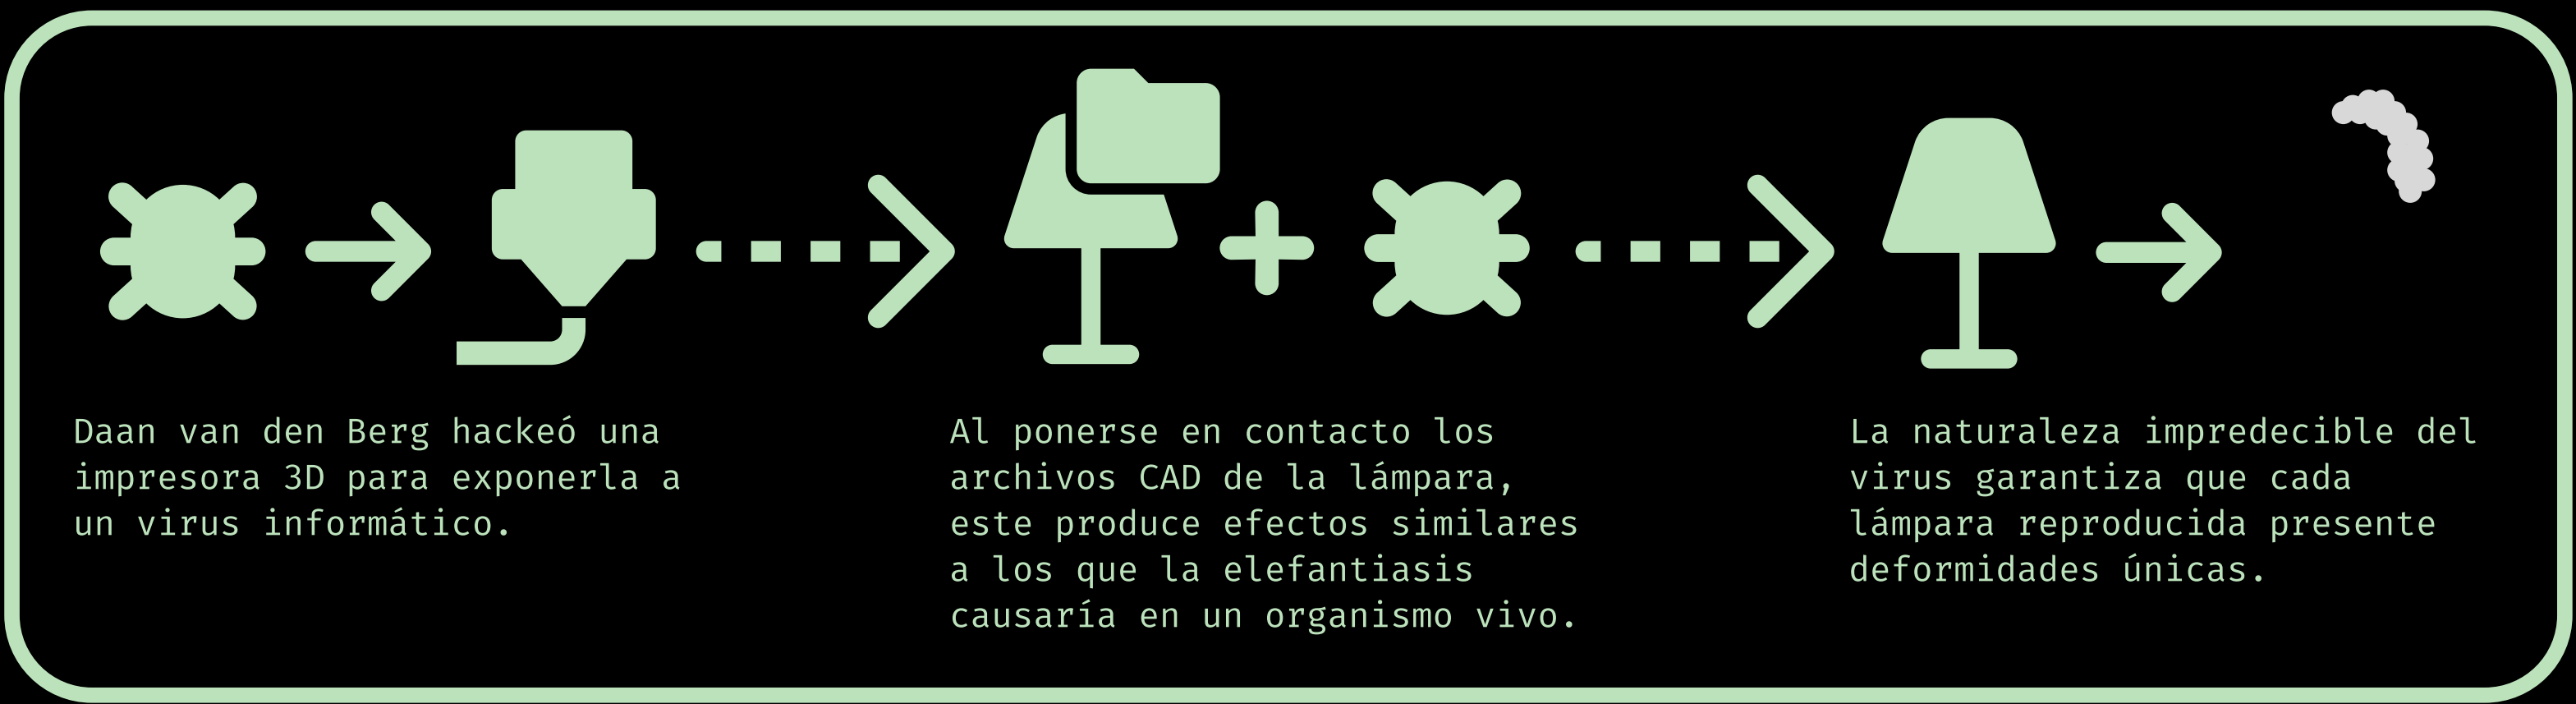 Daan van den Berg hackeó una
impresora 3D para exponerla a
un virus informático.
Al ponerse en contacto los
archivos CAD de la lámpara,
este produce efectos similares
a los que la elefantiasis
causaría en un organismo vivo.
La naturaleza impredecible del
virus garantiza que cada
lámpara reproducida presente
deformidades únicas.